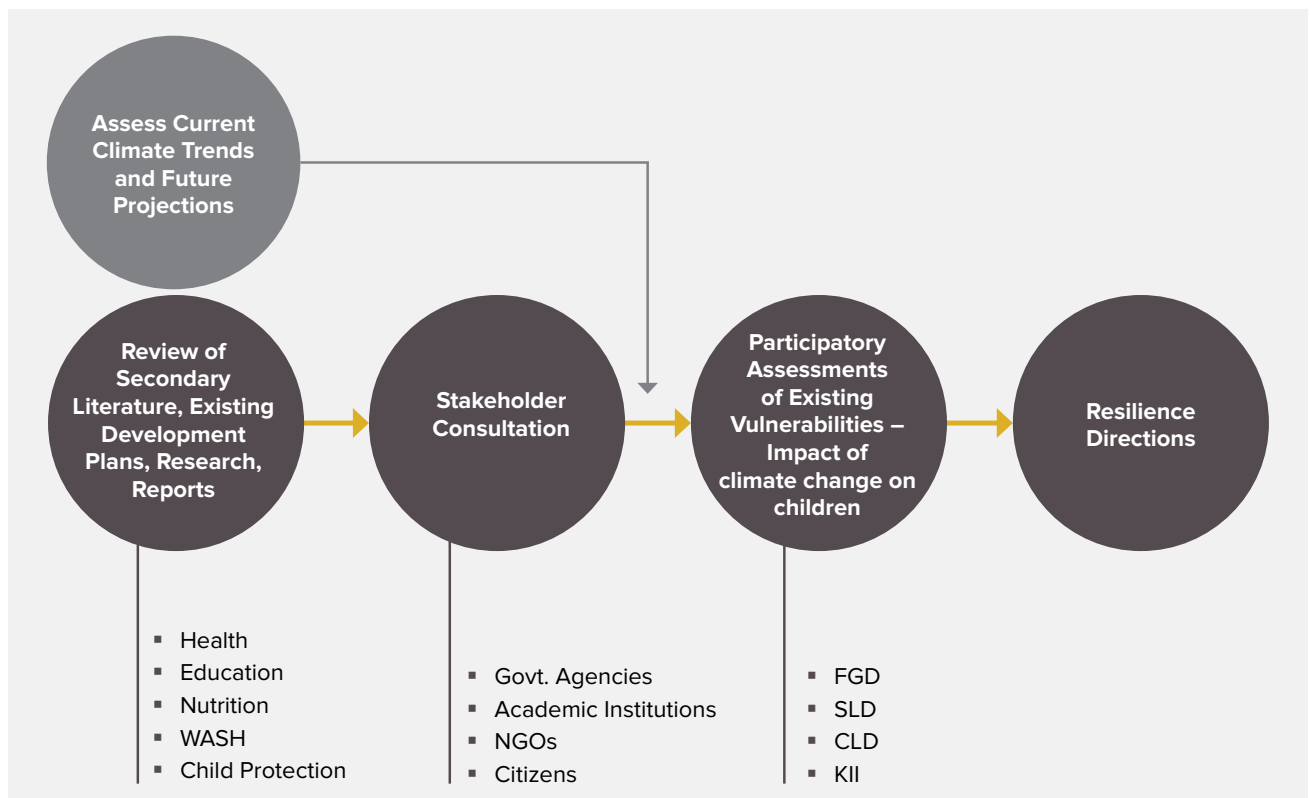 Assess Current
Climate Trends
and Future
Projections
Review of
Secondary
Literature, Existing
Development
Plans, Research,
Reports
Stakeholder
Consultation
Participatory
Assessments
of Existing
Vulnerabilities –
Impact of
climate change on
children
Resilience
Directions
▪ Health
▪ Education
▪ Nutrition
▪ WASH
▪ Child Protection
▪ Govt. Agencies
▪ Academic Institutions
▪ NGOs
▪ Citizens
▪ FGD
▪ SLD
▪ CLD
▪ KII